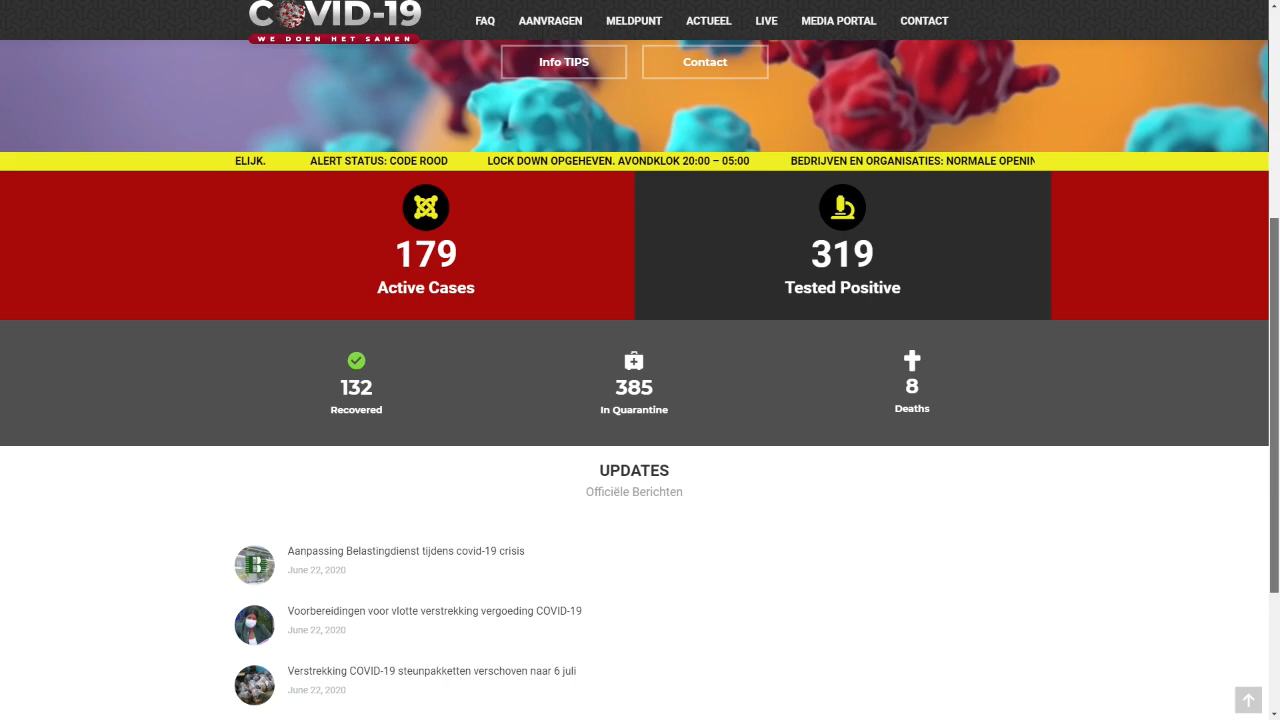 COVID-19
WE DOEN HET SAMEN
FAQ AANVRAGEN MELDPUNT ACTUEEL LIVE MEDIA PORTAL CONTACT
Info TIPS Contact
ELIJK. ALERT STATUS: CODE ROOD LOCK DOWN OPGEHEVEN. AVONDKLOK 20:00 – 05:00 BEDRIJVEN EN ORGANISATIES: NORMALE OPENIN
179 319
Active Cases Tested Positive
132 385 8
Recovered In Quarantine Deaths
UPDATES
Officiële Berichten
Aanpassing Belastingdienst tijdens covid-19 crisis
June 22, 2020
Voorbereidingen voor vlotte verstrekking vergoeding COVID-19
June 22, 2020
Verstrekking COVID-19 steunpakketten verschoven naar 6 juli
June 22, 2020